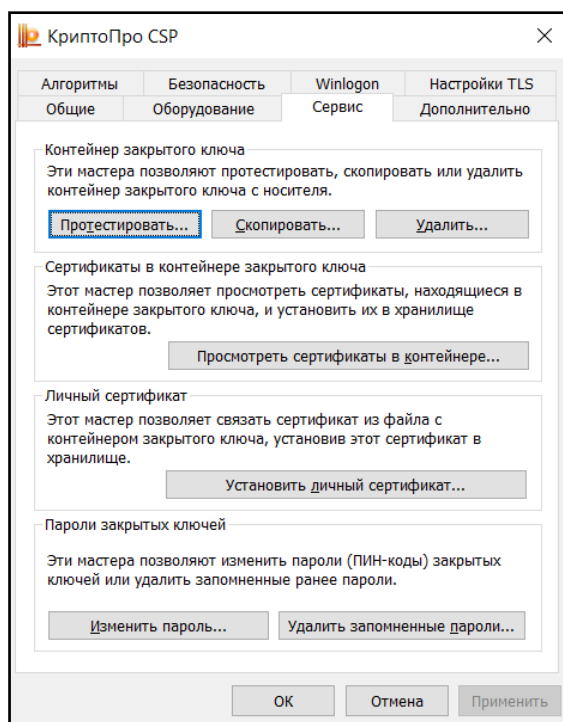 КриптоПро CSP
Алгоритмы Безопасность Winlogon Настройки TLS
Общие Оборудование Сервис Дополнительно
Контейнер закрытого ключа
Эти мастера позволяют протестировать, скопировать или удалить
контейнер закрытого ключа с носителя.
Протестировать... Скопировать... Удалить...
Сертификаты в контейнере закрытого ключа
Этот мастер позволяет просмотреть сертификаты, находящиеся в
контейнере закрытого ключа, и установить их в хранилище
сертификатов.
Просмотреть сертификаты в контейнере...
Личный сертификат
Этот мастер позволяет связать сертификат из файла с
контейнером закрытого ключа, установив этот сертификат в
хранилище.
Установить личный сертификат...
Пароли закрытых ключей
Эти мастера позволяют изменить пароли (ПИН-коды) закрытых
ключей или удалить запомненные ранее пароли.
Изменить пароль... Удалить запомненные пароли...
ОК Отмена Применить